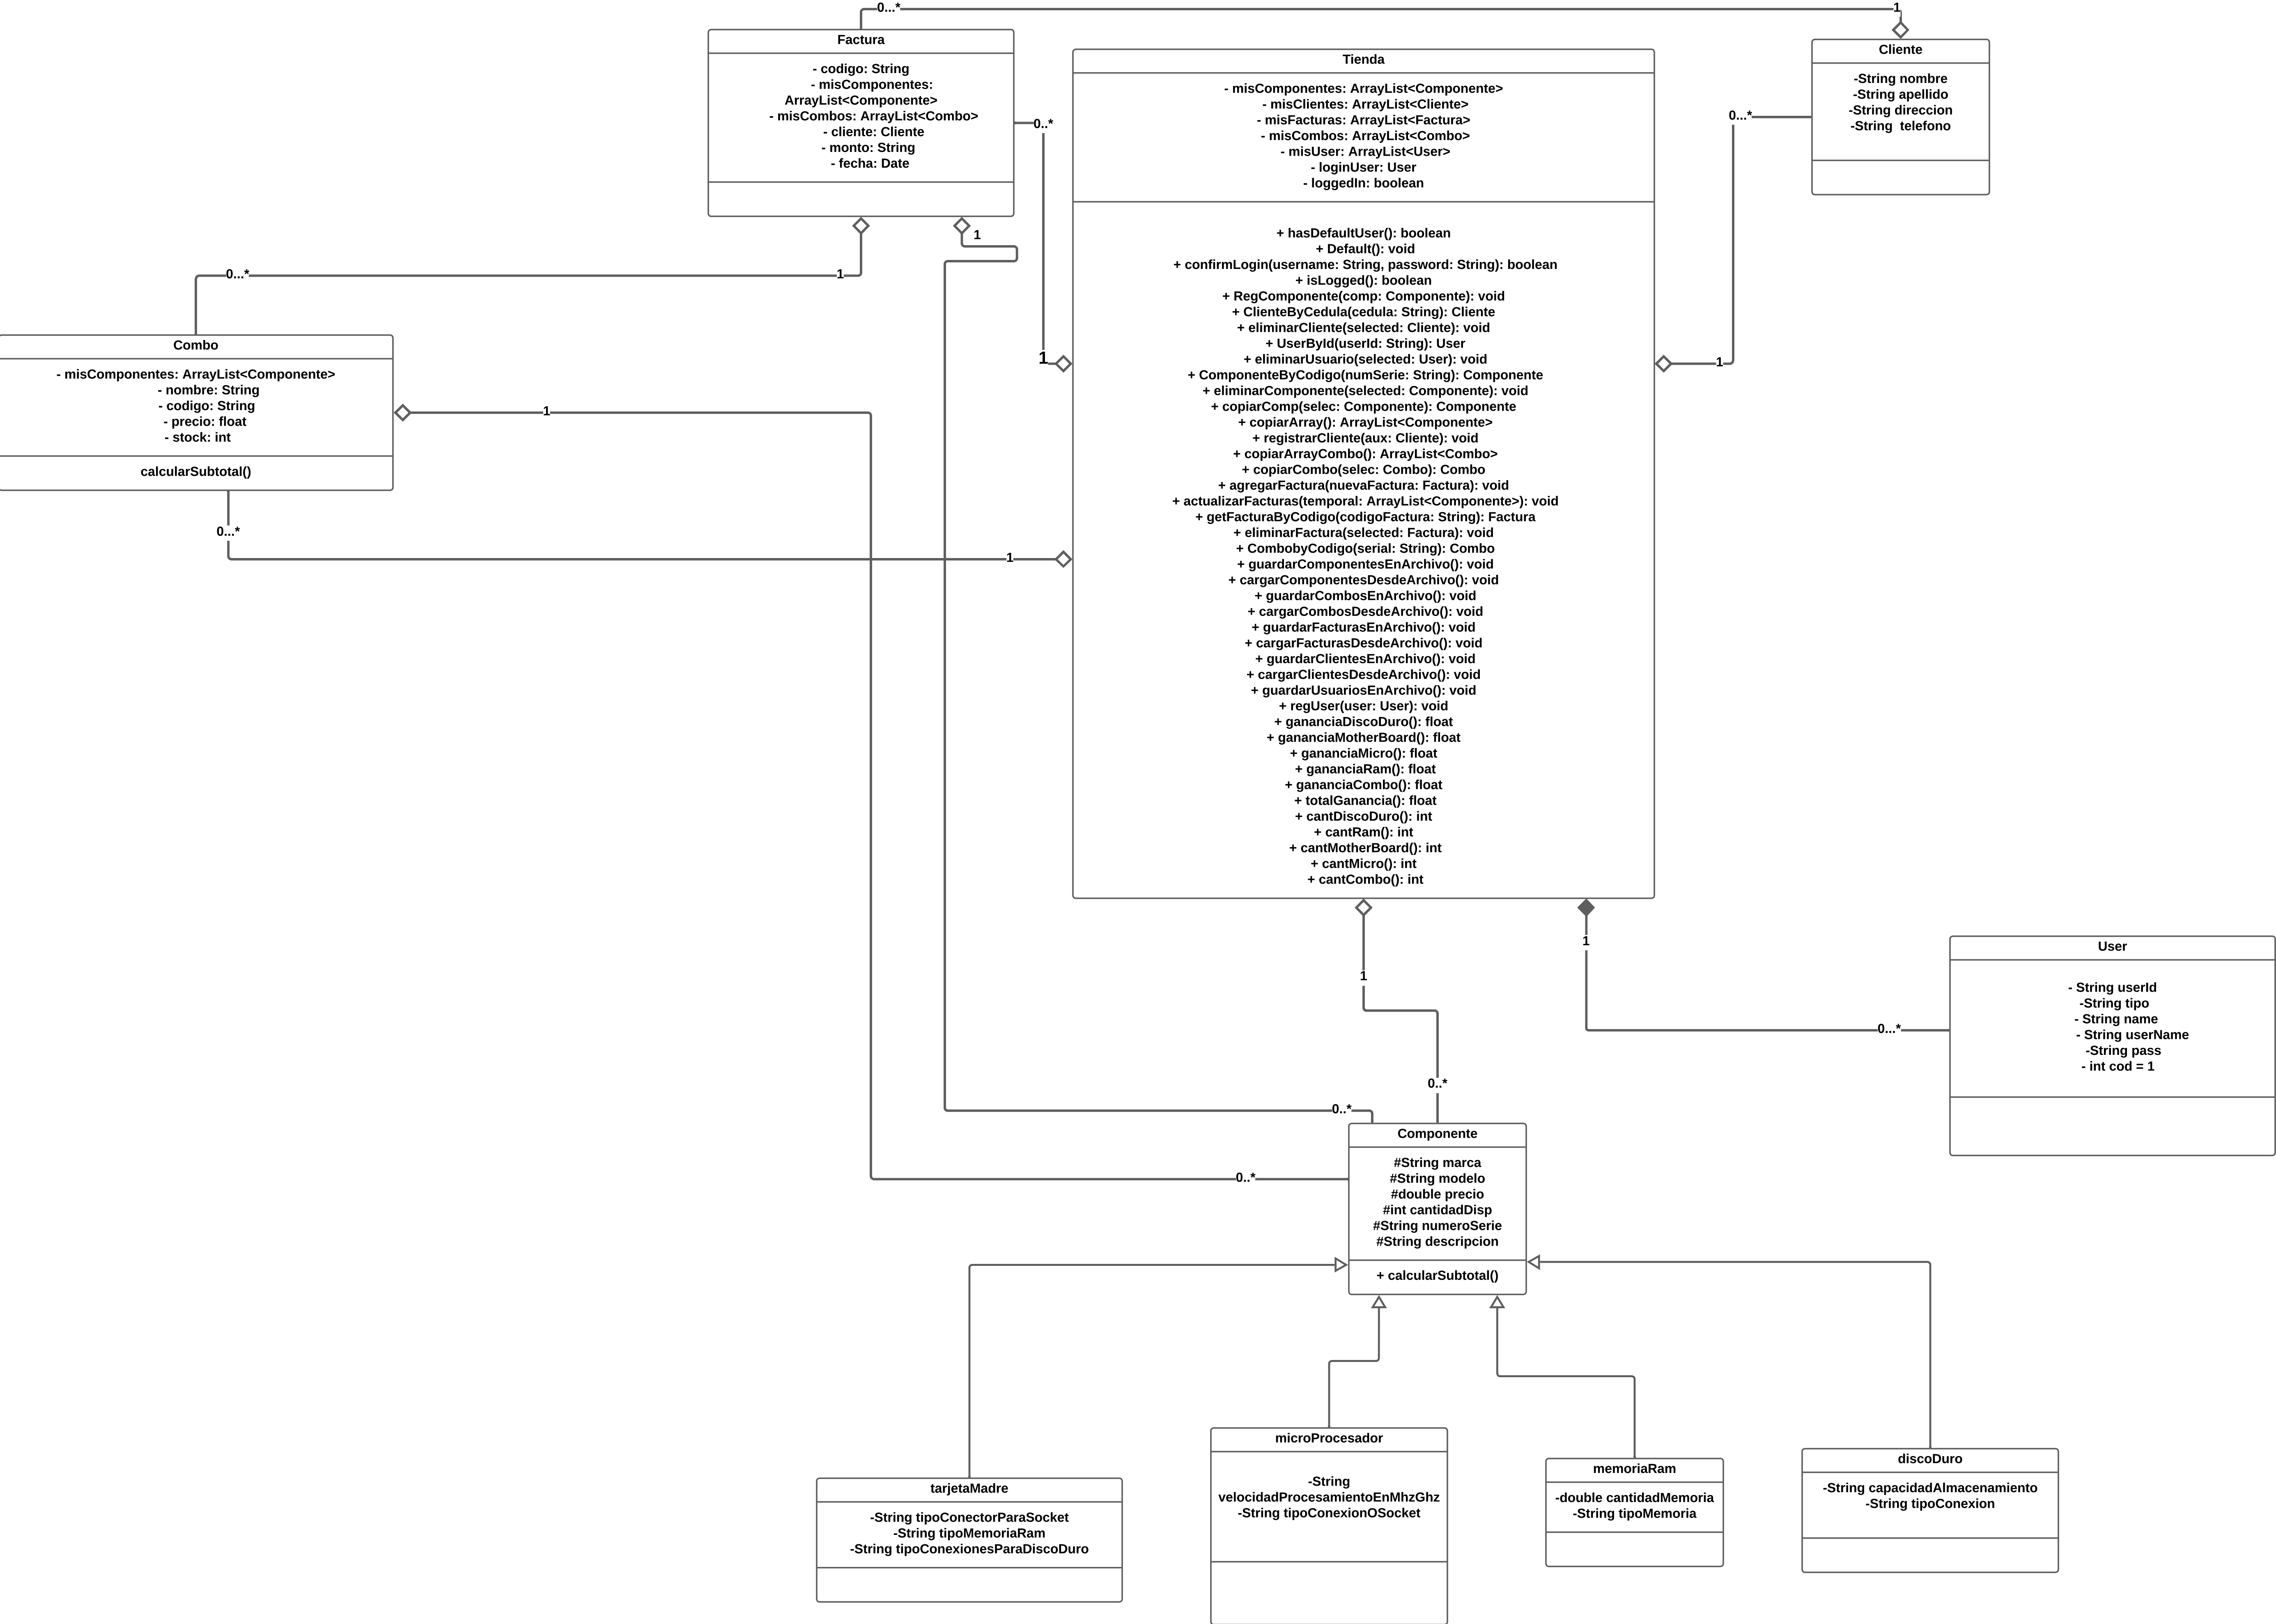 0...*
1
Factura
- codigo: String
- misComponentes:
ArrayList<Componente>
- misCombos: ArrayList<Combo>
- cliente: Cliente
- monto: String
- fecha: Date
0..*
1
Tienda
- misComponentes: ArrayList<Componente>
- misClientes: ArrayList<Cliente>
- misFacturas: ArrayList<Factura>
- misCombos: ArrayList<Combo>
- misUser: ArrayList<User>
- loginUser: User
- loggedIn: boolean
+ hasDefaultUser(): boolean
+ Default(): void
+ confirmLogin(username: String, password: String): boolean
+ isLogged(): boolean
+ RegComponente(comp: Componente): void
+ ClienteByCedula(cedula: String): Cliente
+ eliminarCliente(selected: Cliente): void
+ UserById(userId: String): User
+ eliminarUsuario(selected: User): void
+ ComponenteByCodigo(numSerie: String): Componente
+ eliminarComponente(selected: Componente): void
+ copiarComp(selec: Componente): Componente
+ copiarArray(): ArrayList<Componente>
+ registrarCliente(aux: Cliente): void
+ copiarArrayCombo(): ArrayList<Combo>
+ copiarCombo(selec: Combo): Combo
+ agregarFactura(nuevaFactura: Factura): void
+ actualizarFacturas(temporal: ArrayList<Componente>): void
+ getFacturaByCodigo(codigoFactura: String): Factura
+ eliminarFactura(selected: Factura): void
+ CombobyCodigo(serial: String): Combo
+ guardarComponentesEnArchivo(): void
+ cargarComponentesDesdeArchivo(): void
+ guardarCombosEnArchivo(): void
+ cargarCombosDesdeArchivo(): void
+ guardarFacturasEnArchivo(): void
+ cargarFacturasDesdeArchivo(): void
+ guardarClientesEnArchivo(): void
+ cargarClientesDesdeArchivo(): void
+ guardarUsuariosEnArchivo(): void
+ regUser(user: User): void
+ gananciaDiscoDuro(): float
+ gananciaMotherBoard(): float
+ gananciaMicro(): float
+ gananciaRam(): float
+ gananciaCombo(): float
+ totalGanancia(): float
+ cantDiscoDuro(): int
+ cantRam(): int
+ cantMotherBoard(): int
+ cantMicro(): int
+ cantCombo(): int
Cliente
-String nombre
-String apellido
-String direccion
-String  telefono
0...*
1
1
0...*
1
Combo
- misComponentes: ArrayList<Componente>
- nombre: String
- codigo: String
- precio: float
- stock: int
calcularSubtotal()
1
0...*
1
1
1
User
- String userId
-String tipo
- String name
- String userName
-String pass
- int cod = 1
0...*
0..*
0..*
0..*
Componente
#String marca
#String modelo
#double precio
#int cantidadDisp
#String numeroSerie
#String descripcion
+ calcularSubtotal()
tarjetaMadre
-String tipoConectorParaSocket
-String tipoMemoriaRam
-String tipoConexionesParaDiscoDuro
microProcesador
-String
velocidadProcesamientoEnMhzGhz
-String tipoConexionOSocket
memoriaRam
-double cantidadMemoria
-String tipoMemoria
discoDuro
-String capacidadAlmacenamiento
-String tipoConexion